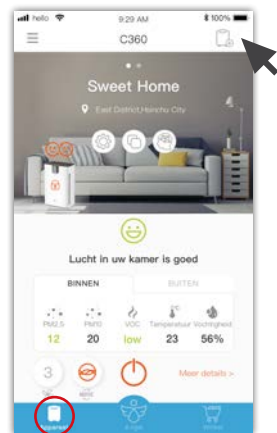 hello 9:29 AM 100%
C360
Sweet Home
East District,Hsinchu City
Lucht in uw kamer is goed
BINNEN BUITEN
PM2.5 PM10 VOC Temperatuur Vochtigheid
12 20 low 23 56%
3
Meer details >
Apparaat